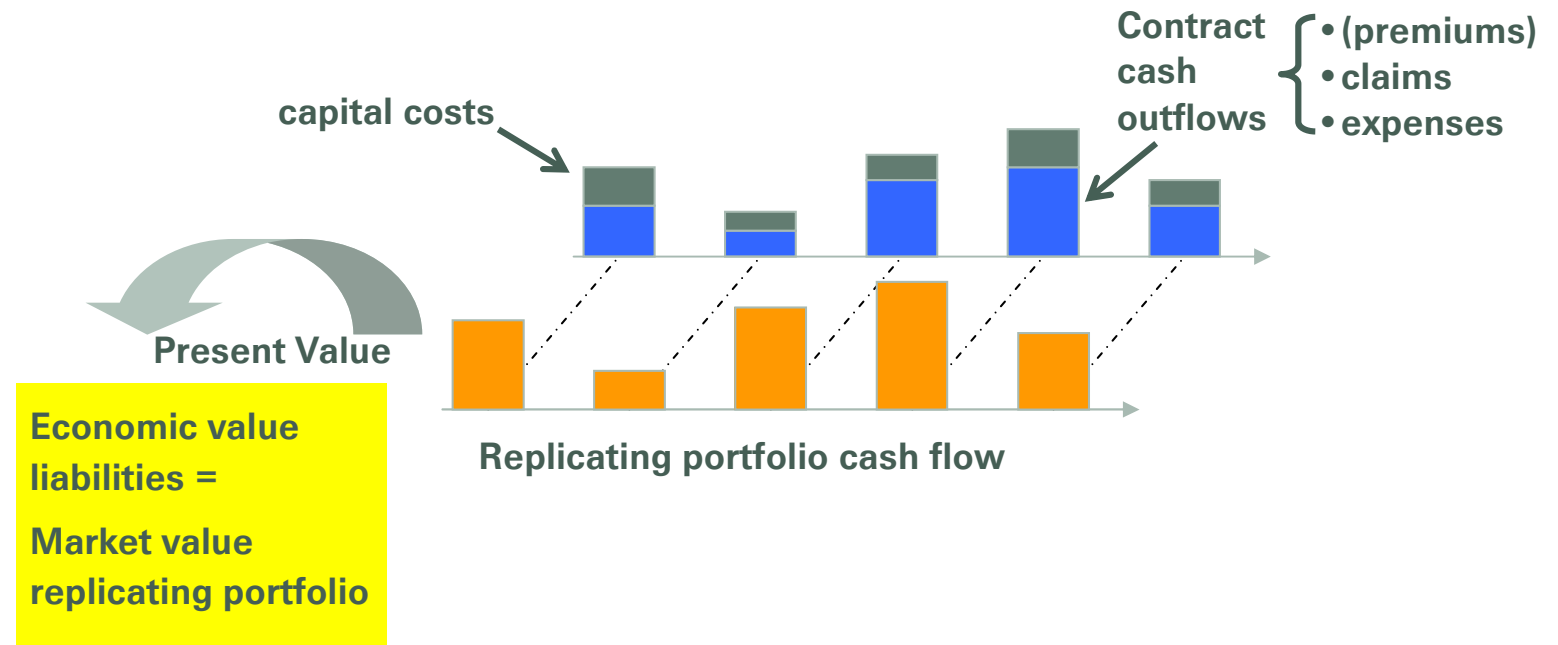 Contract
cash
outflows
• (premiums)
• claims
• expenses
capital costs
Present Value
Economic value
liabilities =
Market value
replicating portfolio
Replicating portfolio cash flow